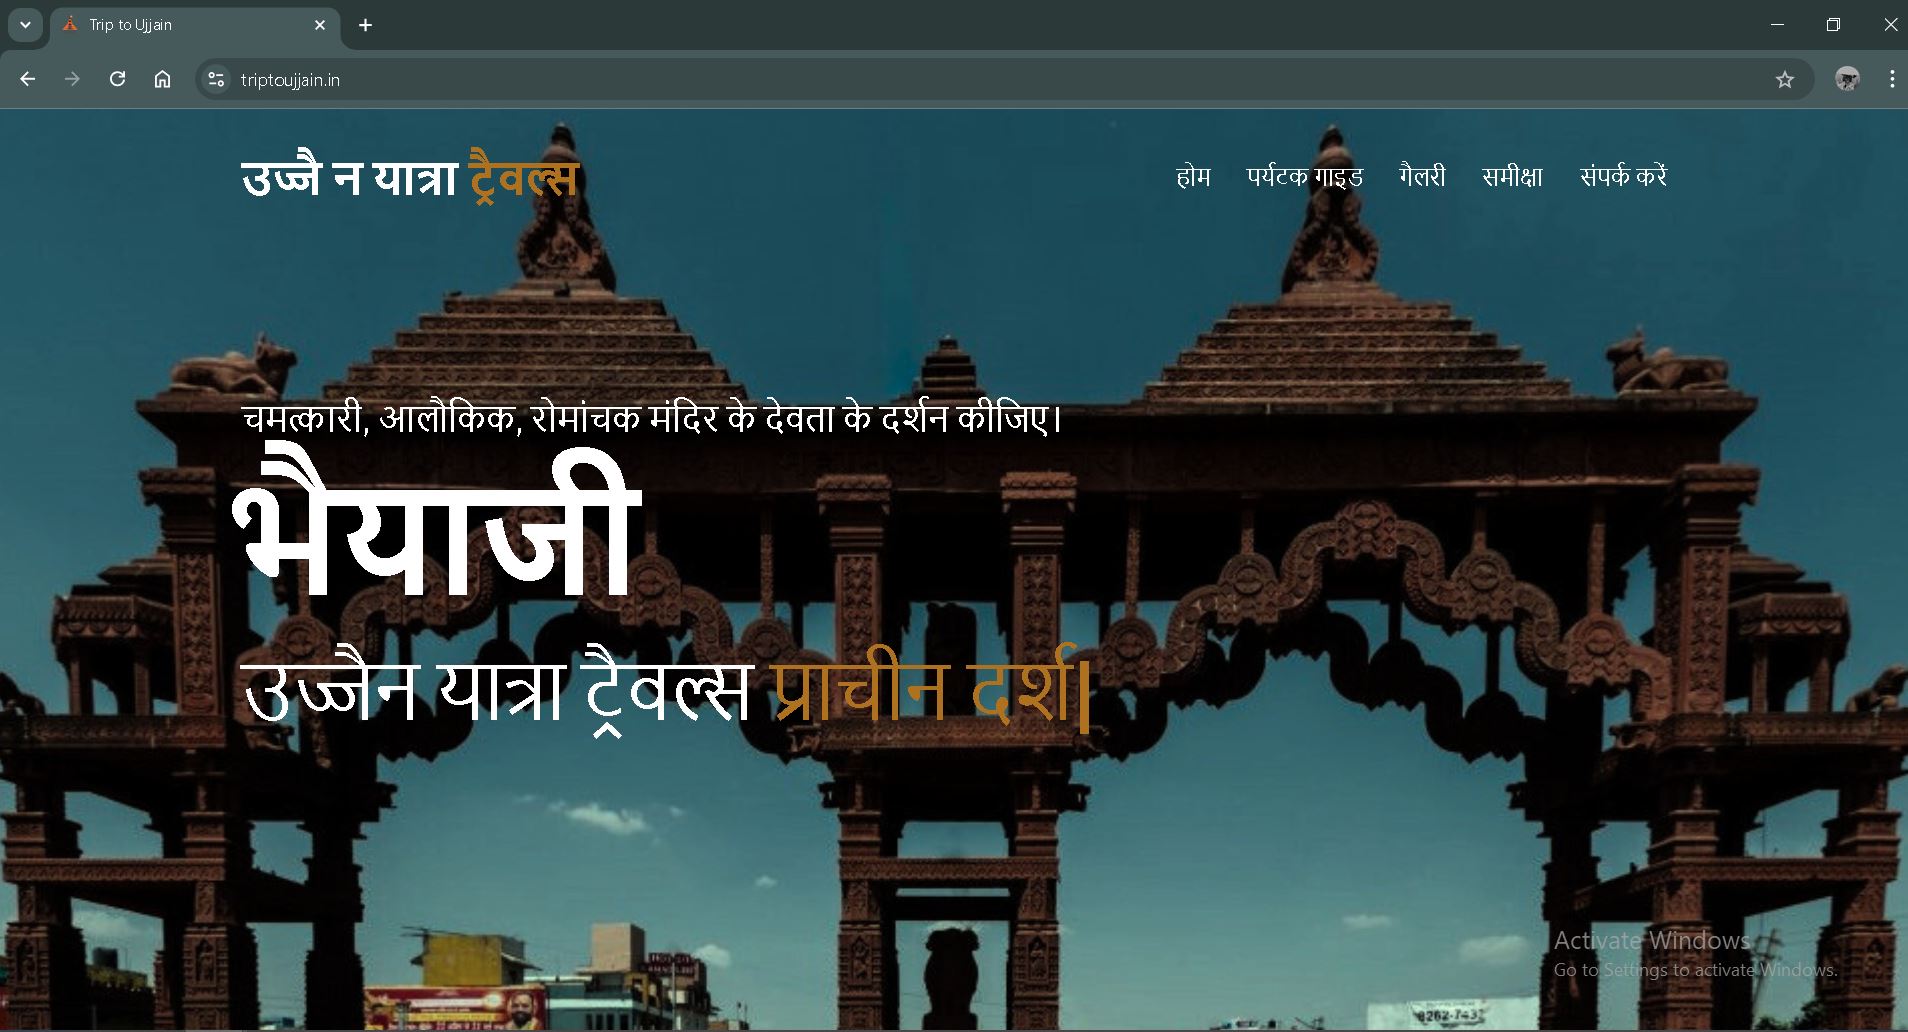 Trip to Ujjain
triptoujjain.in
उज्जै न यात्रा ट्रैवल्स
होम पर्यटक गाइड गैलरी समीक्षा संपर्क करें
चमत्कारी, आलौकिक, रोमांचक मंदिर के देवता के दर्शन कीजिए।
भैयाजी
उज्जैन यात्रा ट्रैवल्स प्राचीन दर्श|
Activate Windows
Go to Settings to activate Windows.